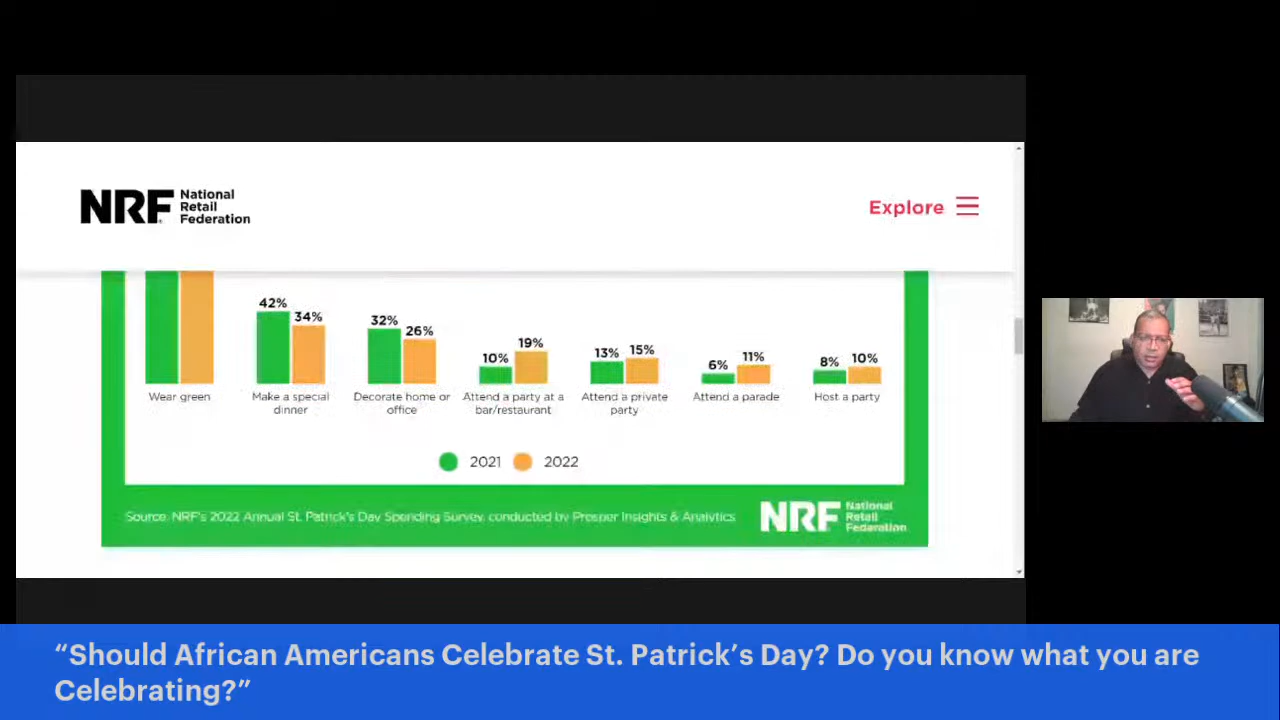 NRF National
Retail
Federation
Explore
42%
34%
32%
26%
10%
19%
13%
15%
6%
11%
8%
10%
Wear green
Make a special
dinner
Decorate home or
office
Attend a party at a
bar/restaurant
Attend a private
party
Attend a parade
Host a party
2021
2022
Source: NRF's 2022 Annual St. Patrick's Day Spending Survey, conducted by Prosper Insights & Analytics
NRF National
Retail
Federation
“Should African Americans Celebrate St. Patrick’s Day? Do you know what you are
Celebrating?”